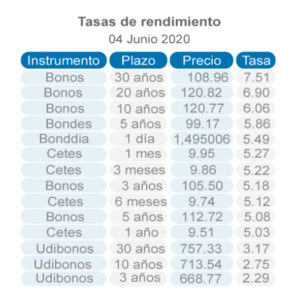 Tasas de rendimiento
04 Junio 2020
Instrumento Plazo Precio Tasa
Bonos 30 años 108.96 7.51
Bonos 20 años 120.82 6.90
Bonos 10 años 120.77 6.06
Bondes 5 años 99.17 5.86
Bonddia 1 día 1,495006 5.49
Cetes 1 mes 9.95 5.27
Cetes 3 meses 9.86 5.22
Bonos 3 años 105.50 5.18
Cetes 6 meses 9.74 5.12
Bonos 5 años 112.72 5.08
Cetes 1 año 9.51 5.03
Udibonos 30 años 757.33 3.17
Udibonos 10 años 713.54 2.75
Udibonos 3 años 668.77 2.29